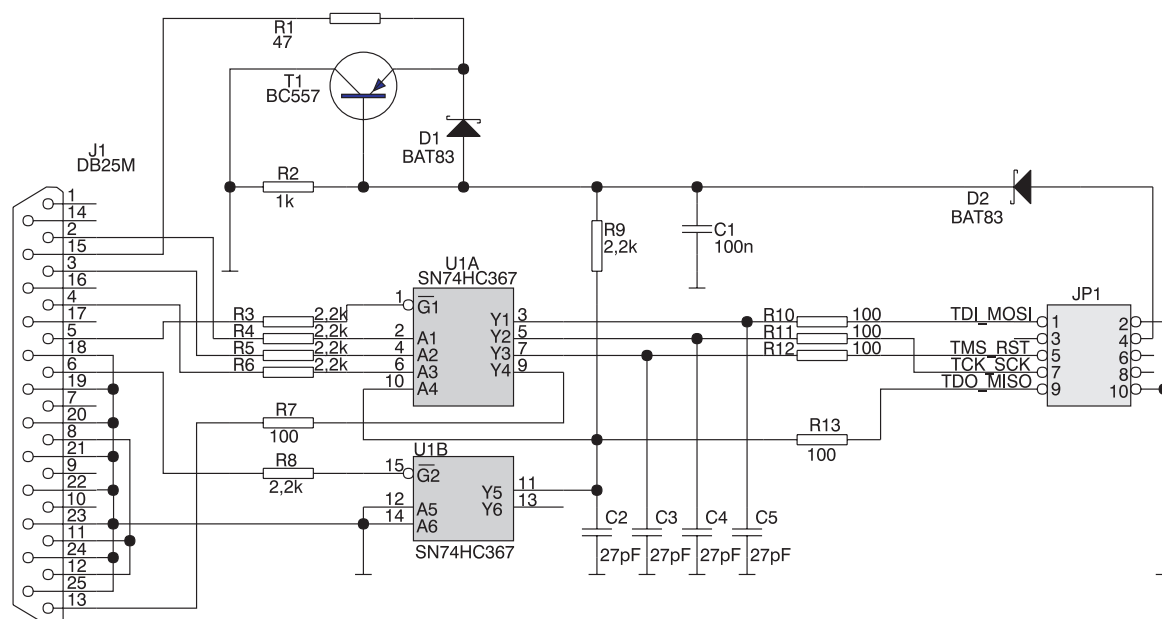 R1
47
T1
BC557
D1
BAT83
J1
DB25M
R2
1k
D2
BAT83
R9
2,2k
C1
100n
1
14
2
15
3
16
4
17
5
18
6
19
7
20
8
21
9
22
10
23
11
24
12
25
13
U1A
SN74HC367
1 G1
2 A1
4 A2
6 A3
10 A4
Y1 3
Y2 5
Y3 7
Y4 9
R3 2,2k
R4 2,2k
R5 2,2k
R6 2,2k
R7
100
R8
2,2k
U1B
15 G2
12 A5
14 A6
Y5 11
Y6 13
SN74HC367
R10 100
R11 100
R12 100
R13
100
TDI_MOSI
TMS_RST
TCK_SCK
TDO_MISO
JP1
1 2
3 4
5 6
7 8
9 10
C2
27pF
C3
27pF
C4
27pF
C5
27pF